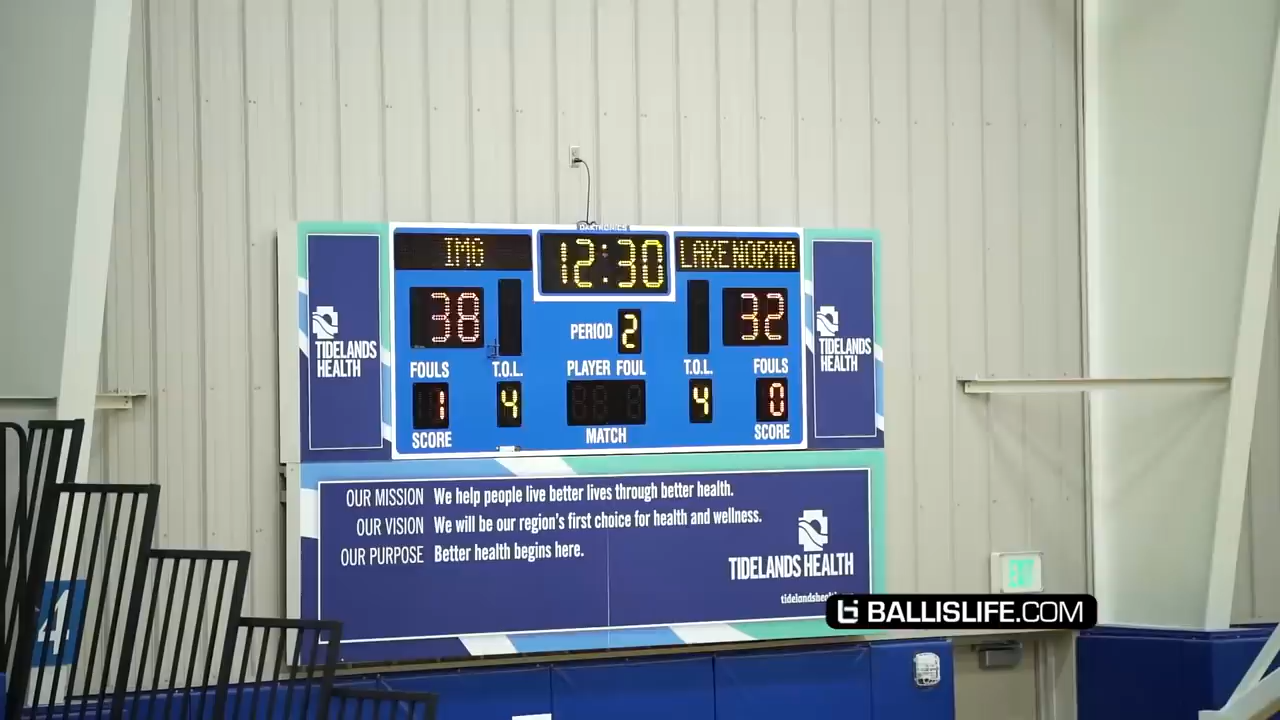 DAKTRONICS
IMG
12:30
LAKE NORMA
38
32
PERIOD 2
TIDELANDS
HEALTH
TIDELANDS
HEALTH
FOULS
T.O.L.
PLAYER FOUL
T.O.L.
FOULS
1
4
4
0
SCORE
MATCH
SCORE
OUR MISSION We help people live better lives through better health.
OUR VISION We will be our region's first choice for health and wellness.
OUR PURPOSE Better health begins here.
TIDELANDS HEALTH
BALLISLIFE.COM
4